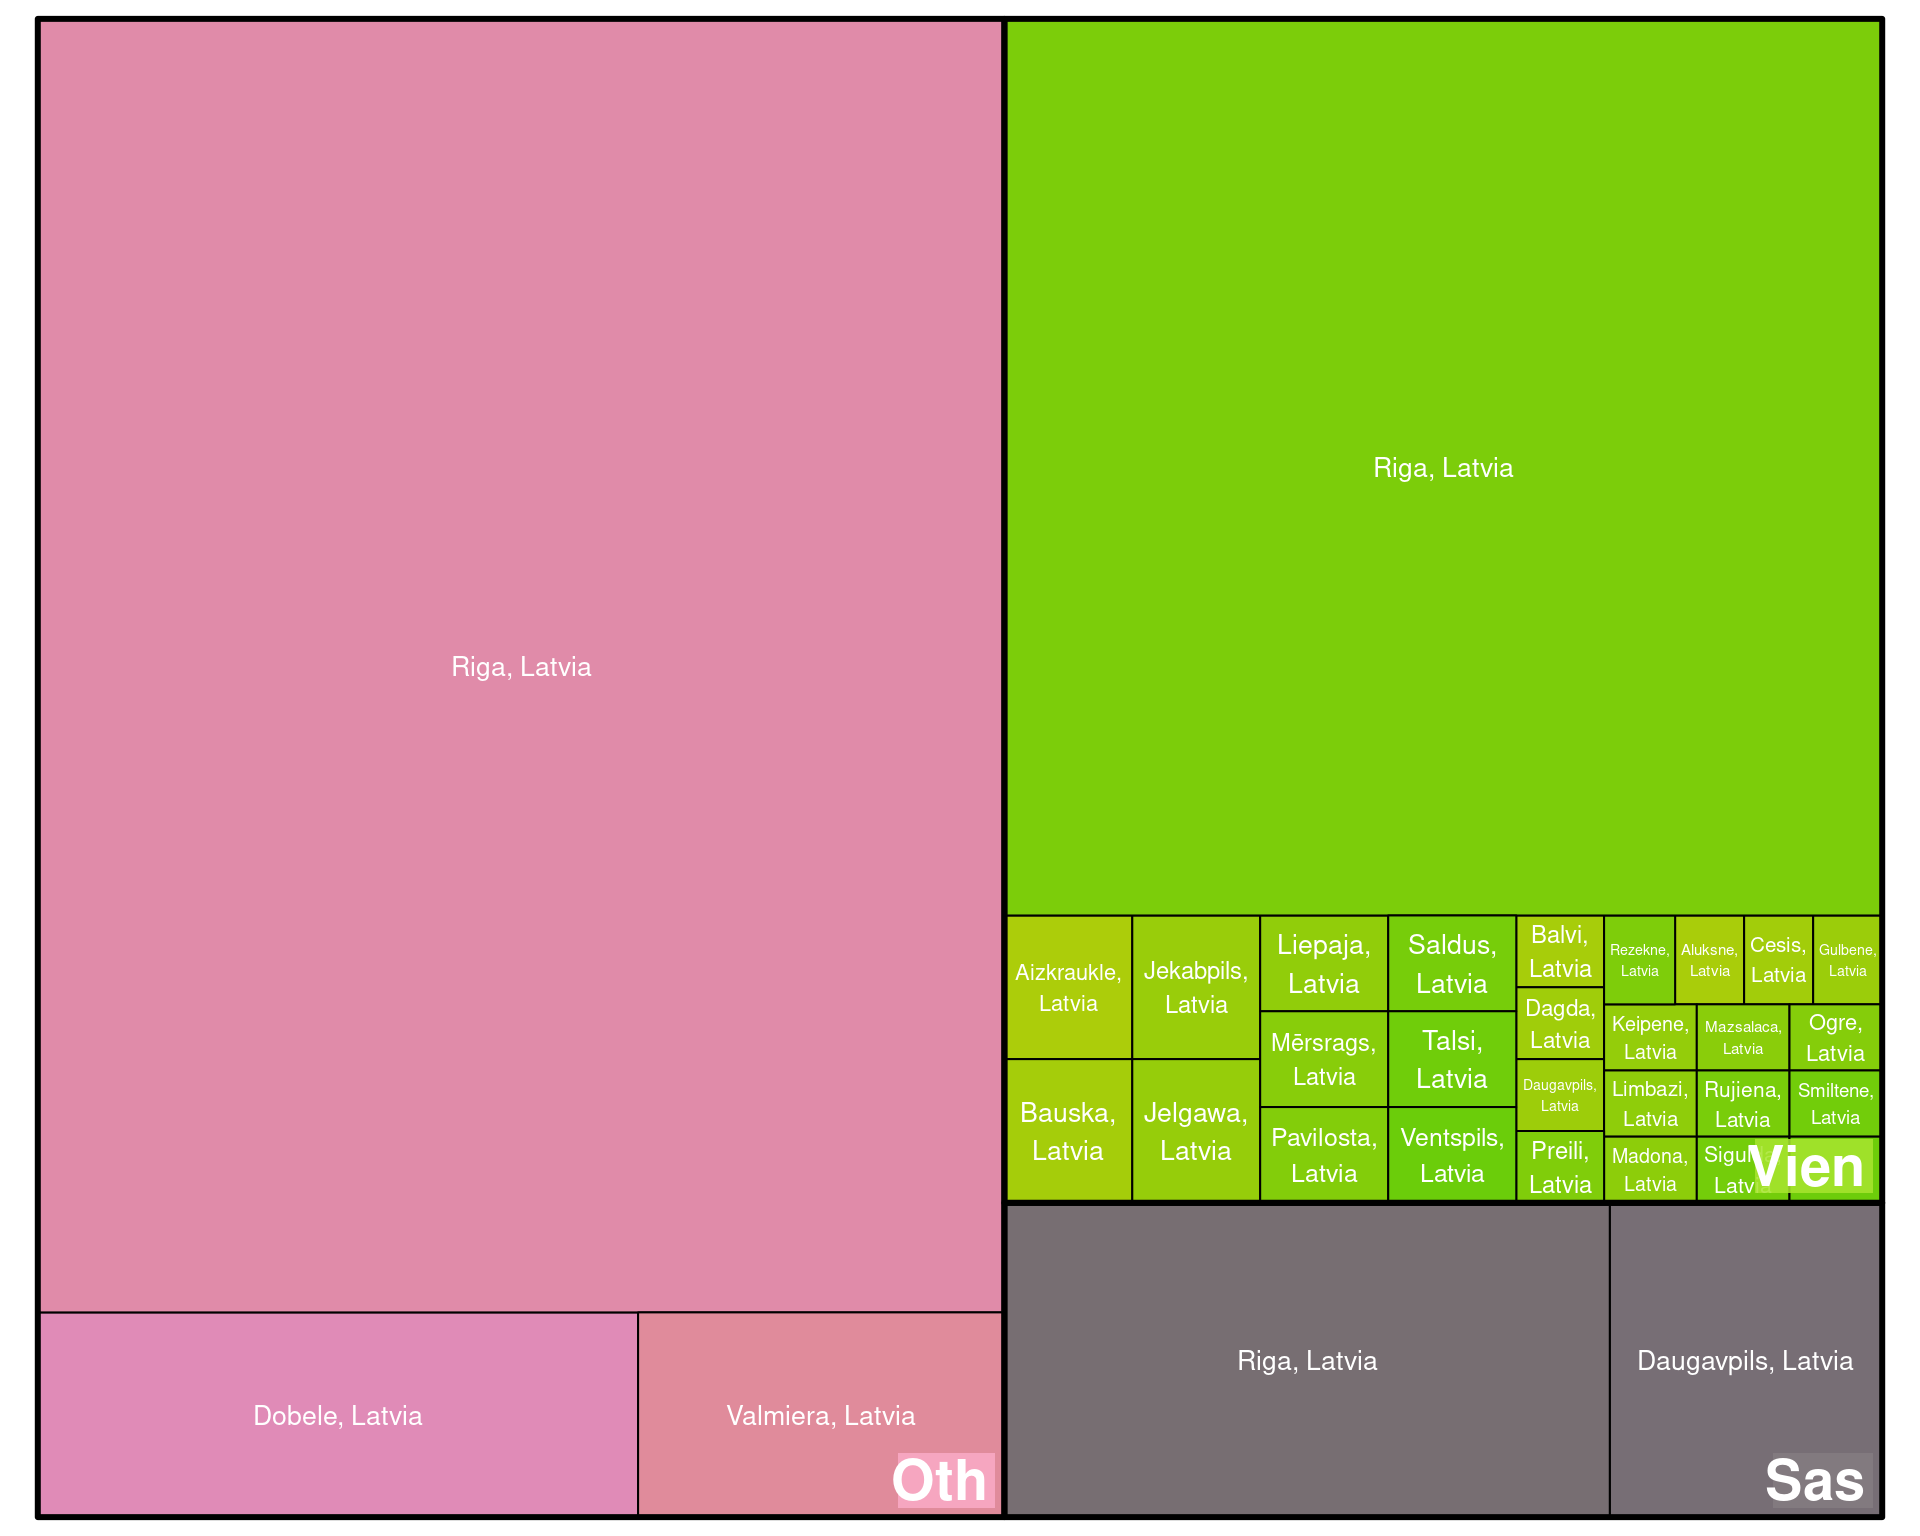 Riga, Latvia
Dobele, Latvia
Valmiera, Latvia
Oth
Riga, Latvia
Aizkraukle,
Latvia
Bauska,
Latvia
Jekabpils,
Latvia
Jelgawa,
Latvia
Liepaja,
Latvia
Mērsrags,
Latvia
Pavilosta,
Latvia
Saldus,
Latvia
Talsi,
Latvia
Ventspils,
Latvia
Balvi,
Latvia
Dagda,
Latvia
Daugavpils,
Latvia
Preili,
Latvia
Rezekne,
Latvia
Aluksne,
Latvia
Cesis,
Latvia
Gulbene,
Latvia
Keipene,
Latvia
Mazsalaca,
Latvia
Ogre,
Latvia
Limbazi,
Latvia
Rujiena,
Latvia
Smiltene,
Latvia
Madona,
Latvia
Vien
Riga, Latvia
Daugavpils, Latvia
Sas